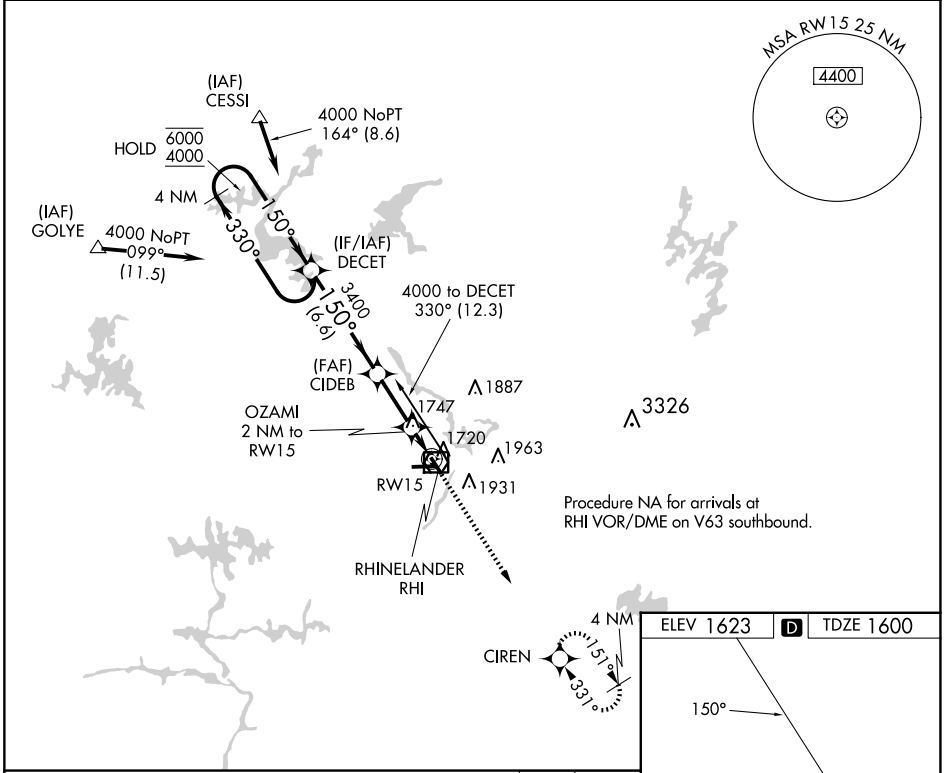 MSA RW15 25 NM
4400
(IAF)
CESSI
4000 NoPT
164° (8.6)
HOLD
6000
4000
4 NM
150°
330°
(IAF)
GOLYE
4000 NoPT
099°
(11.5)
(IF/IAF)
DECET
3400
150°
(6.6)
4000 to DECET
330° (12.3)
(FAF)
CIDEB
1887
1747
3326
OZAMI
2 NM to
RW15
1720
1963
RW15
1931
Procedure NA for arrivals at
RHI VOR/DME on V63 southbound.
RHINELANDER
RHI
4 NM
CIREN
151°
331°
ELEV 1623
D
TDZE 1600
150°